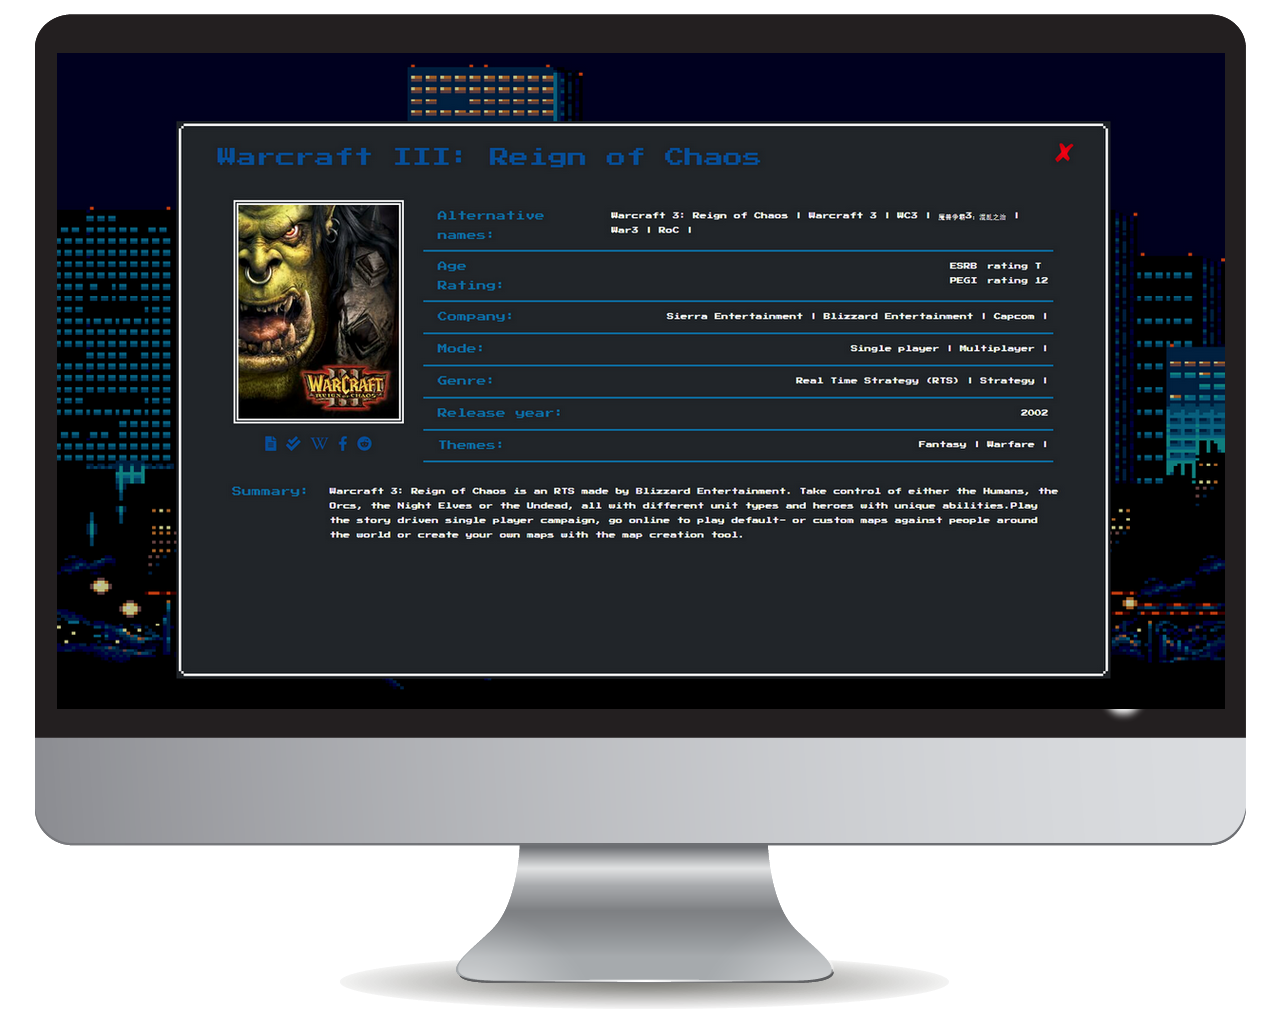 Warcraft III: Reign of Chaos
✘
WARCRAFT
III
REIGN OF CHAOS
Alternative names:
Warcraft 3: Reign of Chaos | Warcraft 3 | WC3 | 魔兽争霸3：混乱之治 |
War3 | RoC |
Age Rating:
ESRB rating T
PEGI rating 12
Company:
Sierra Entertainment | Blizzard Entertainment | Capcom |
Mode:
Single player | Multiplayer |
Genre:
Real Time Strategy (RTS) | Strategy |
Release year:
2002
Themes:
Fantasy | Warfare |
W
Summary:
Warcraft 3: Reign of Chaos is an RTS made by Blizzard Entertainment. Take control of either the Humans, the
Orcs, the Night Elves or the Undead, all with different unit types and heroes with unique abilities.Play
the story driven single player campaign, go online to play default- or custom maps against people around
the world or create your own maps with the map creation tool.